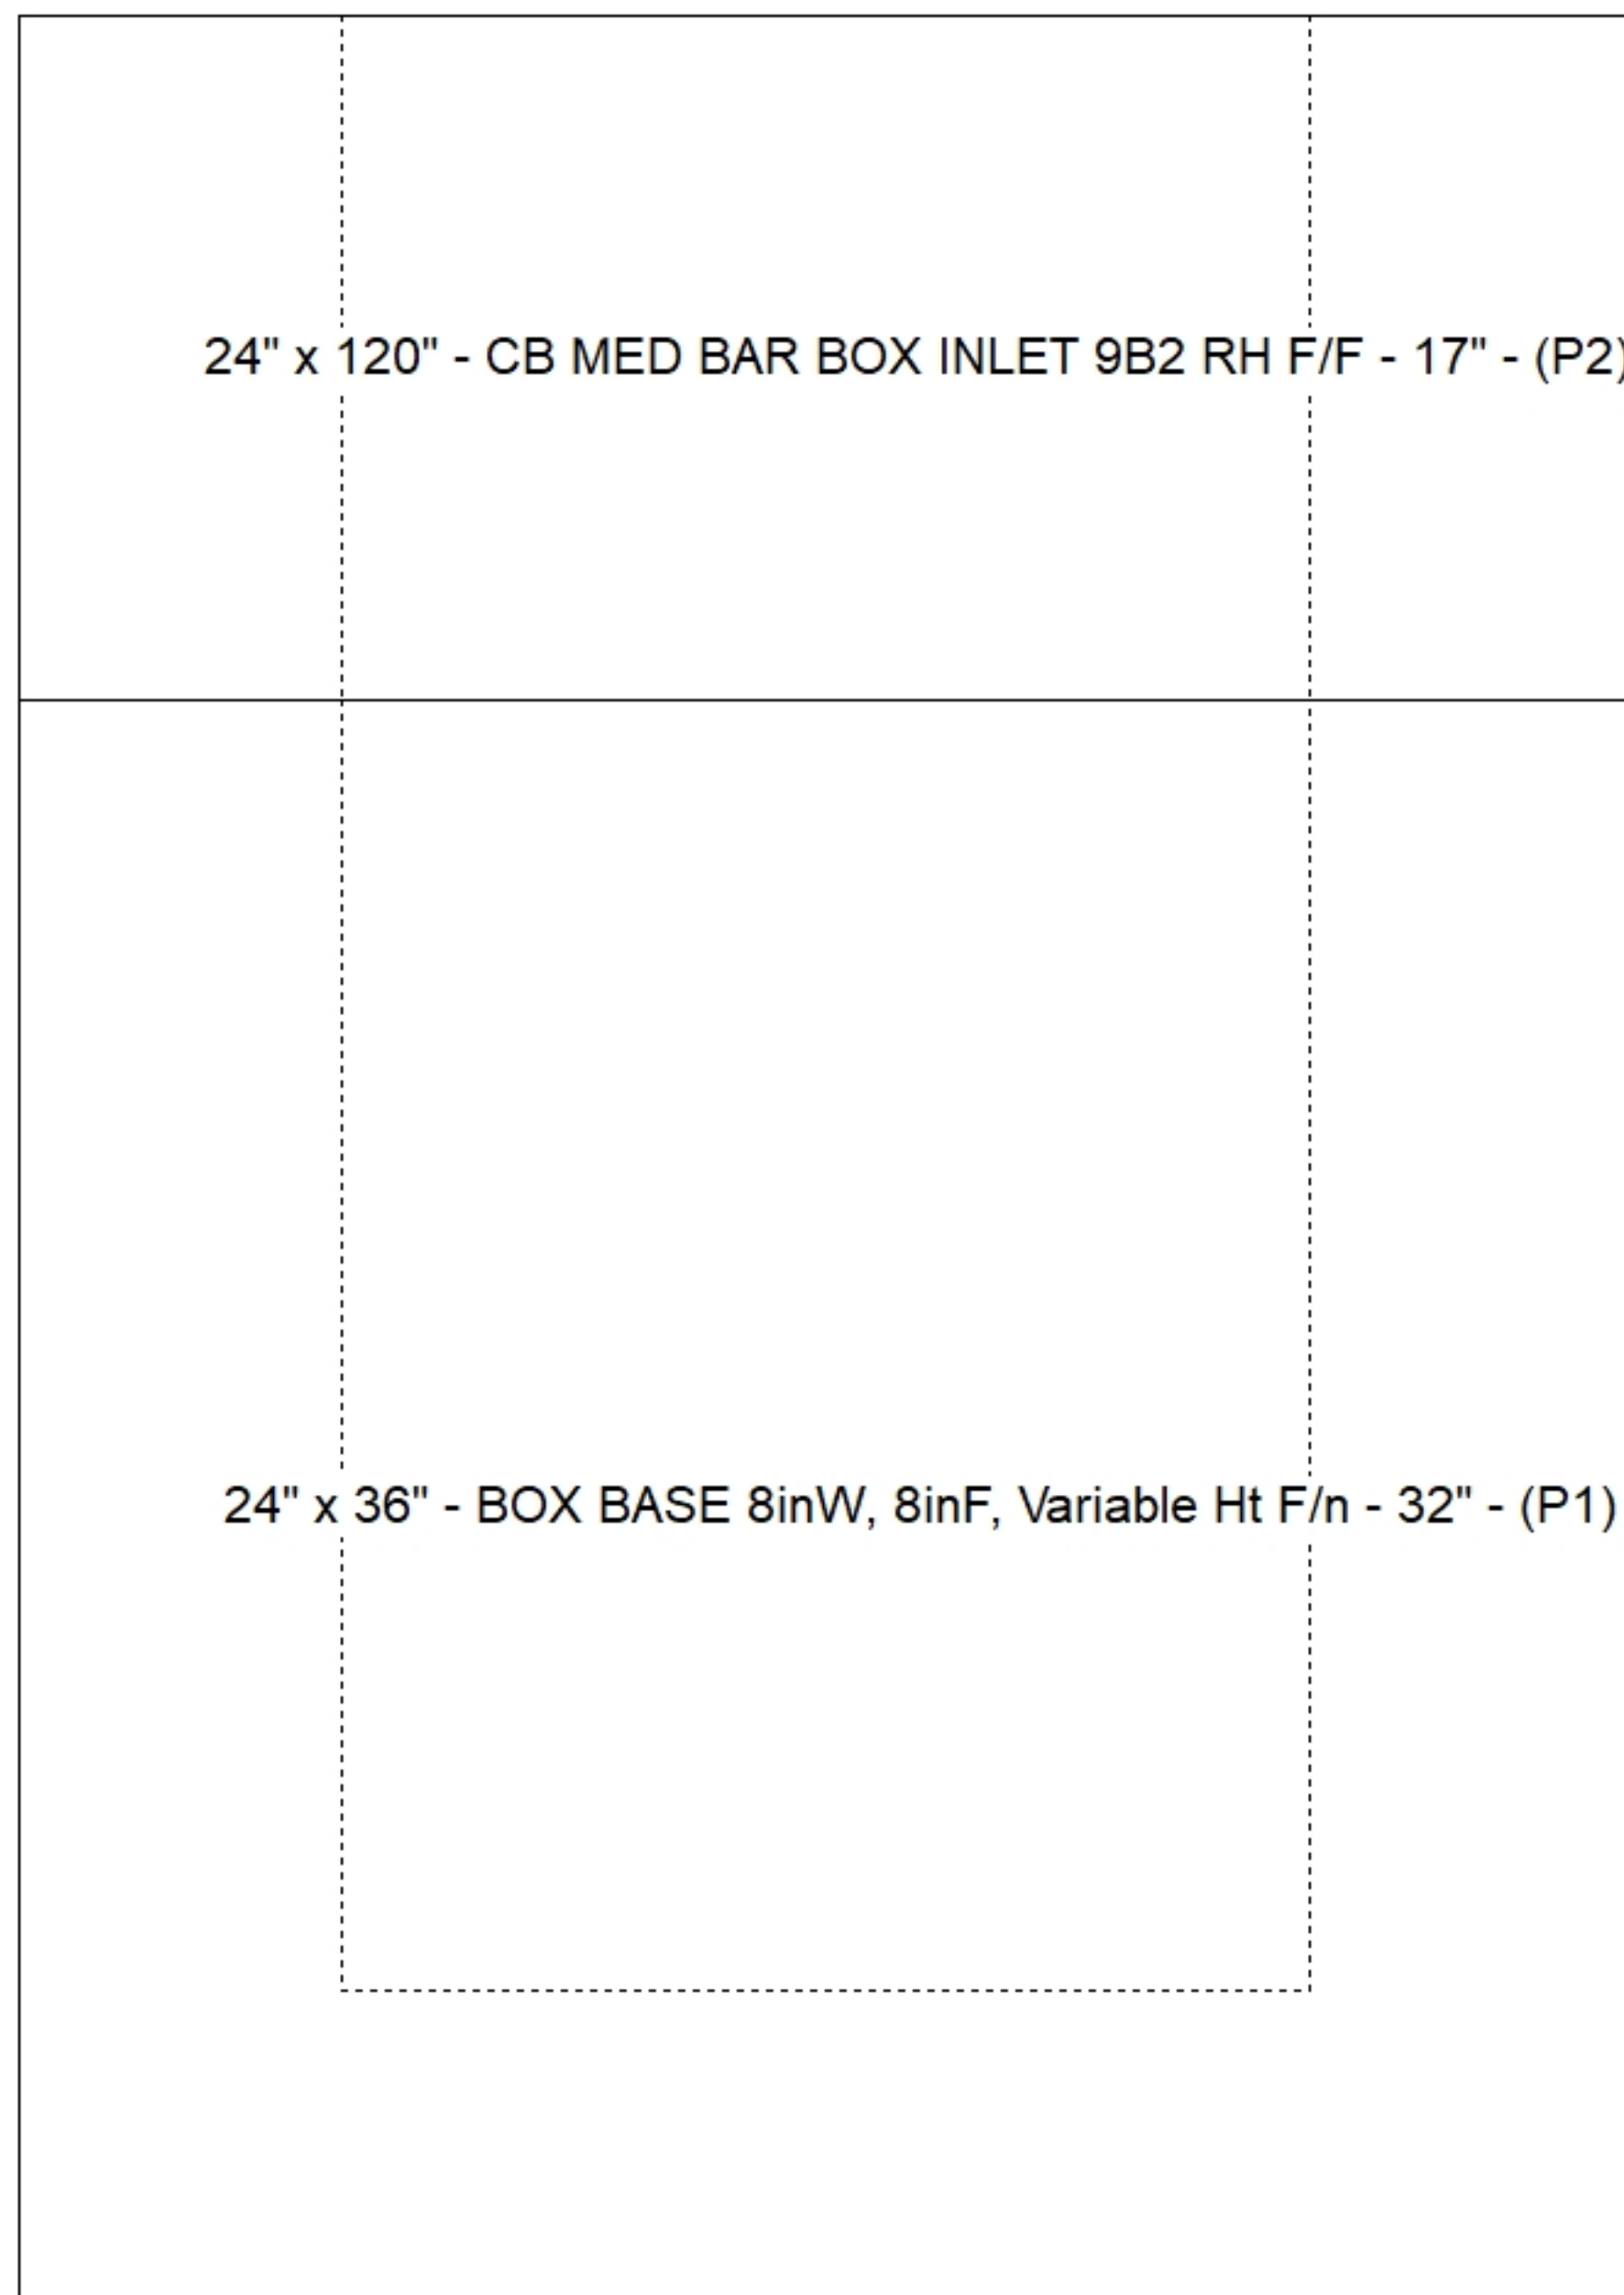 24" x 120" - CB MED BAR BOX INLET 9B2 RH F/F - 17" - (P2)
24" x 36" - BOX BASE 8inW, 8inF, Variable Ht F/n - 32" - (P1)